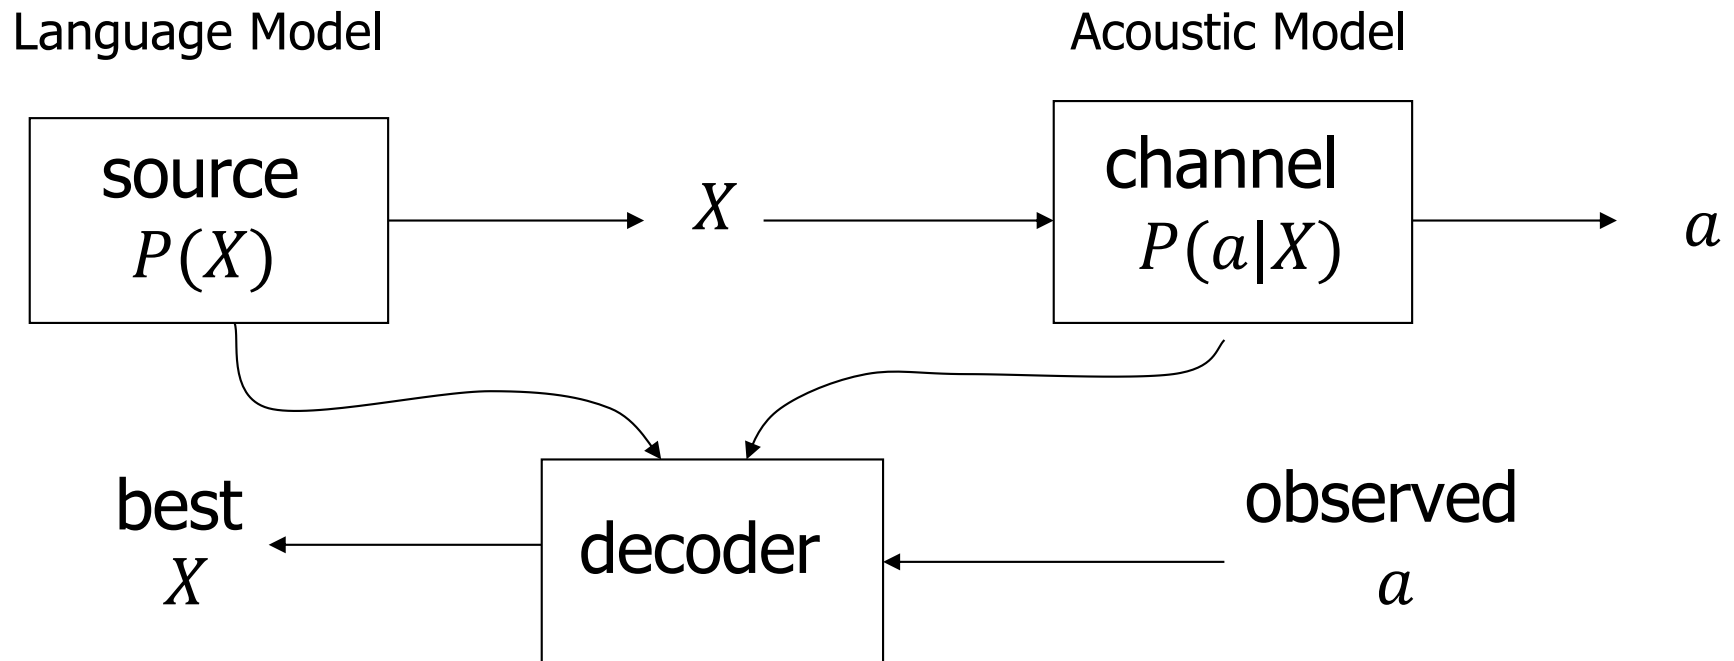 Language Model
Acoustic Model
source
P(X)
X
channel
P(a|X)
a
best
X
decoder
observed
a